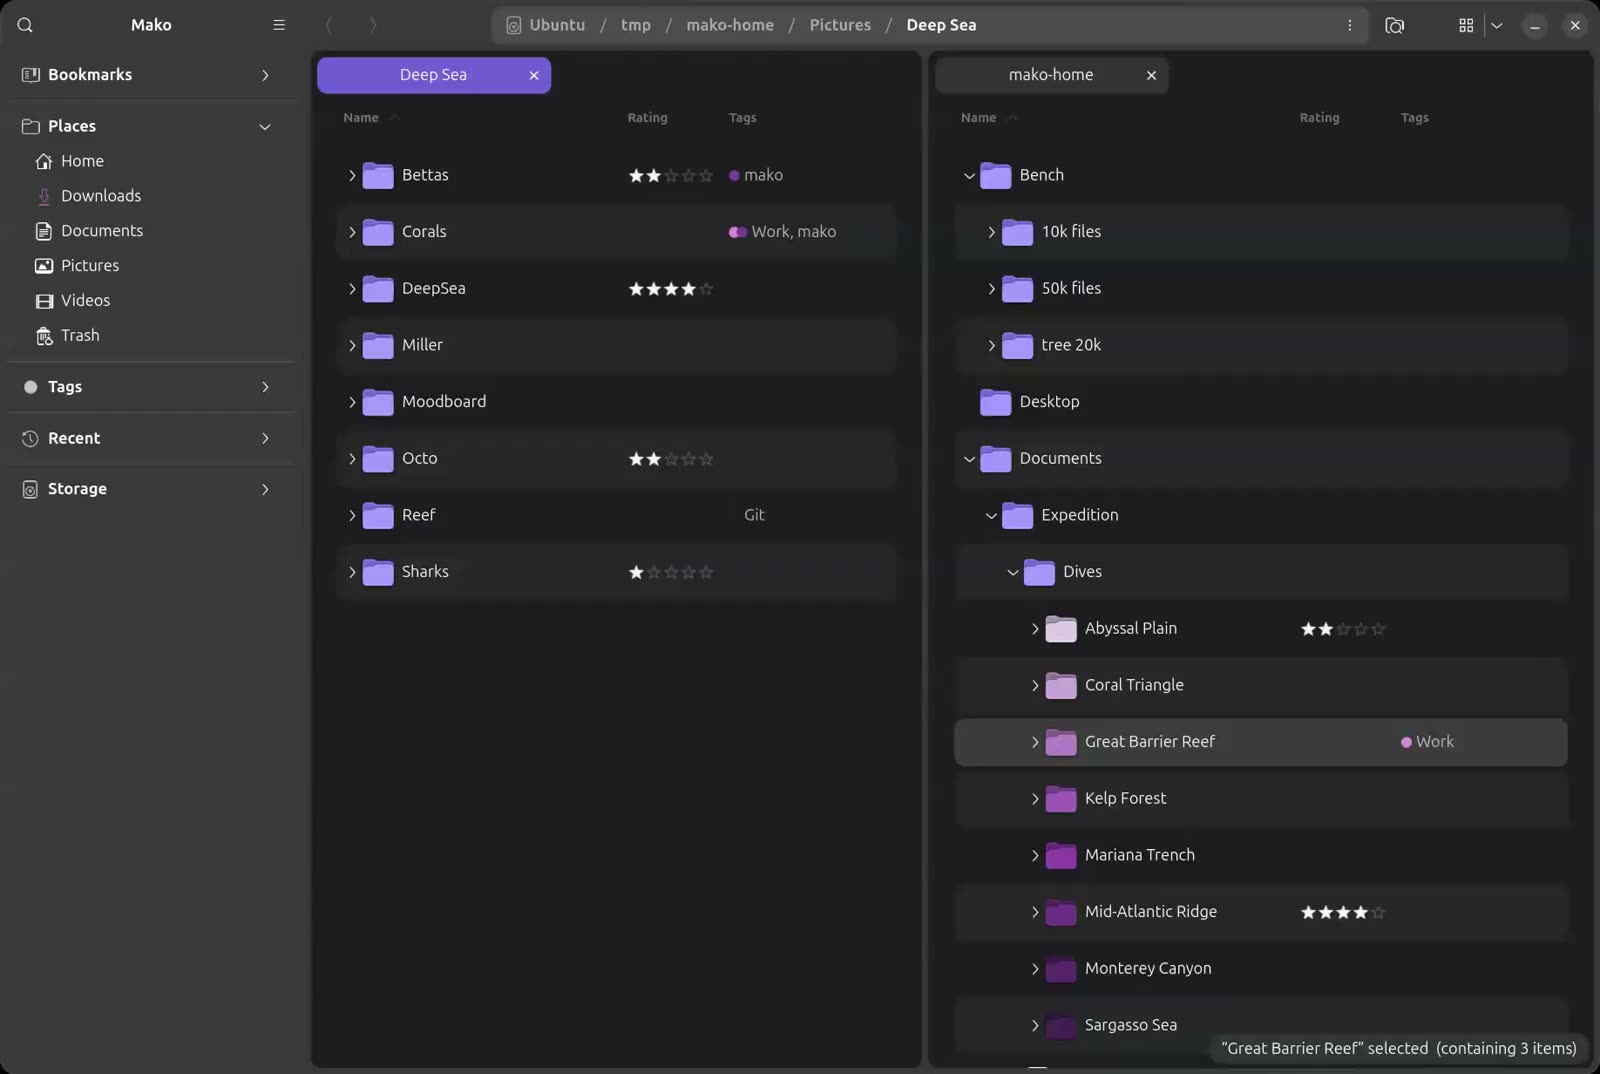 Mako
Ubuntu / tmp / mako-home / Pictures / Deep Sea
Bookmarks
Places
Home
Downloads
Documents
Pictures
Videos
Trash
Tags
Recent
Storage
Deep Sea
Name Rating Tags
Bettas mako
Corals Work, mako
DeepSea
Miller
Moodboard
Octo
Reef Git
Sharks
mako-home
Name Rating Tags
Bench
10k files
50k files
tree 20k
Desktop
Documents
Expedition
Dives
Abyssal Plain
Coral Triangle
Great Barrier Reef Work
Kelp Forest
Mariana Trench
Mid-Atlantic Ridge
Monterey Canyon
Sargasso Sea
“Great Barrier Reef” selected (containing 3 items)